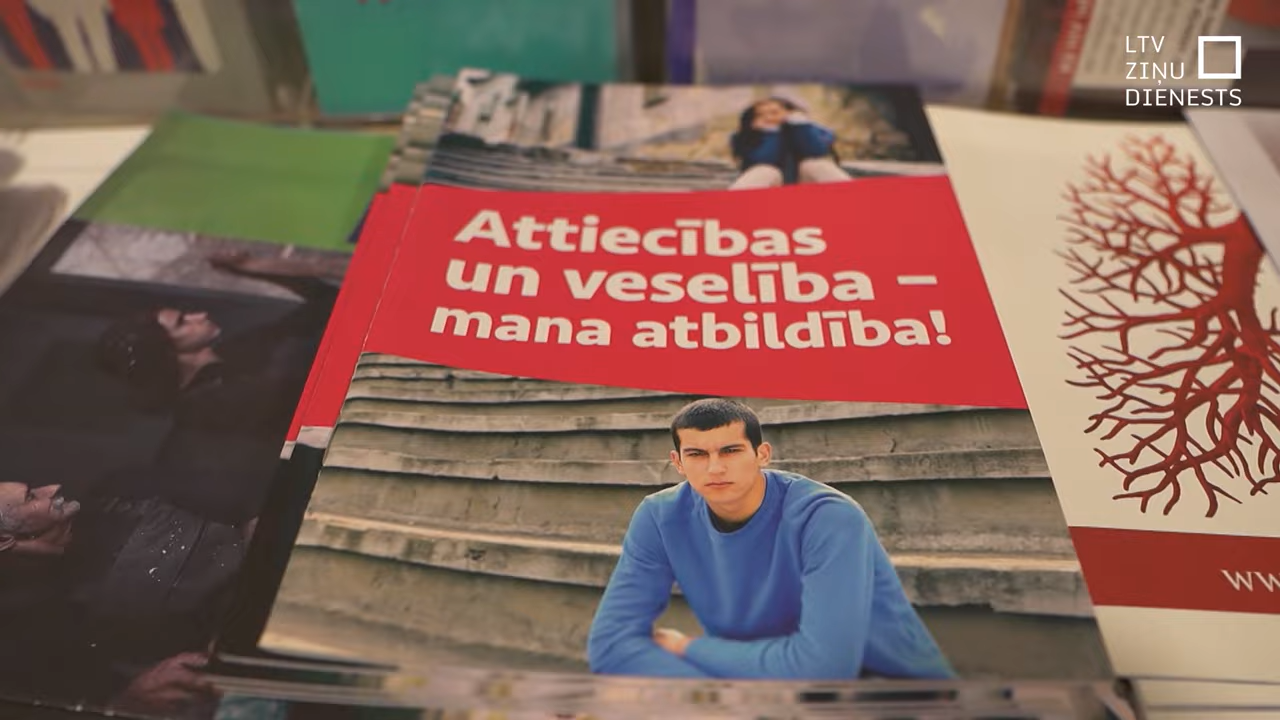 LTV
ZIŅU
DIENESTS
Attiecības
un veselība –
mana atbildība!